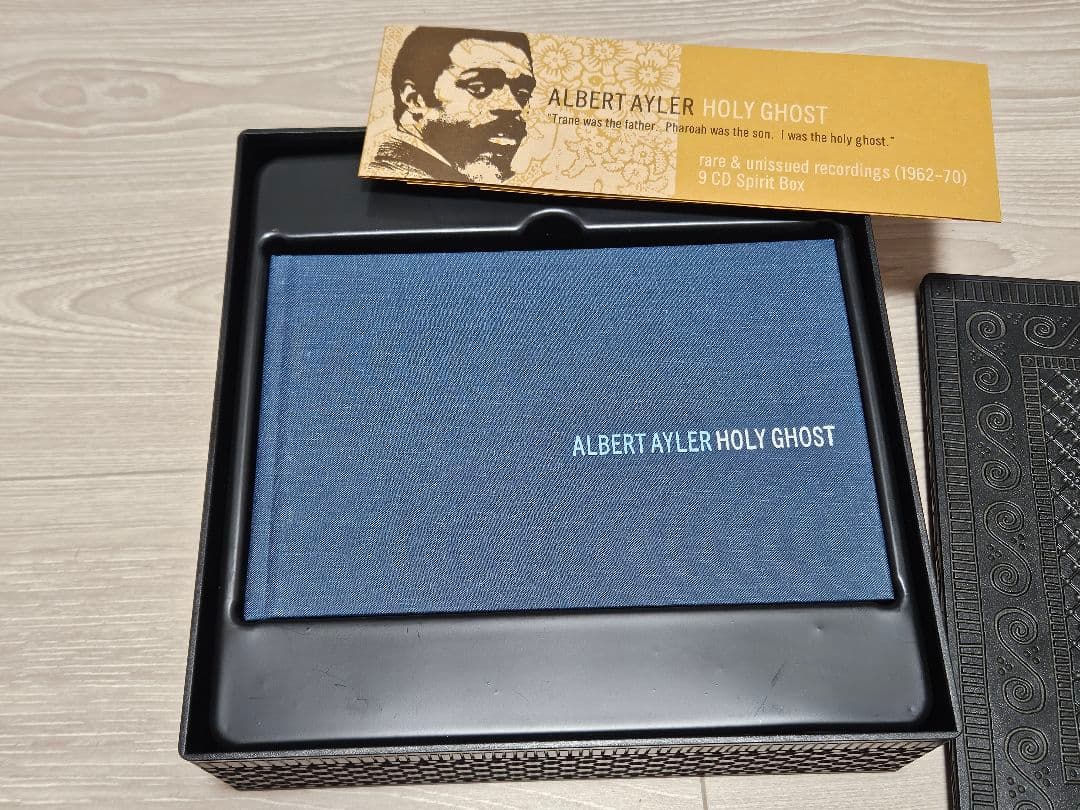 ALBERT AYLER HOLY GHOST
"Trane was the father. Pharoah was the son. I was the holy ghost."
rare & unissued recordings (1962–70)
9 CD Spirit Box
ALBERT AYLER HOLY GHOST